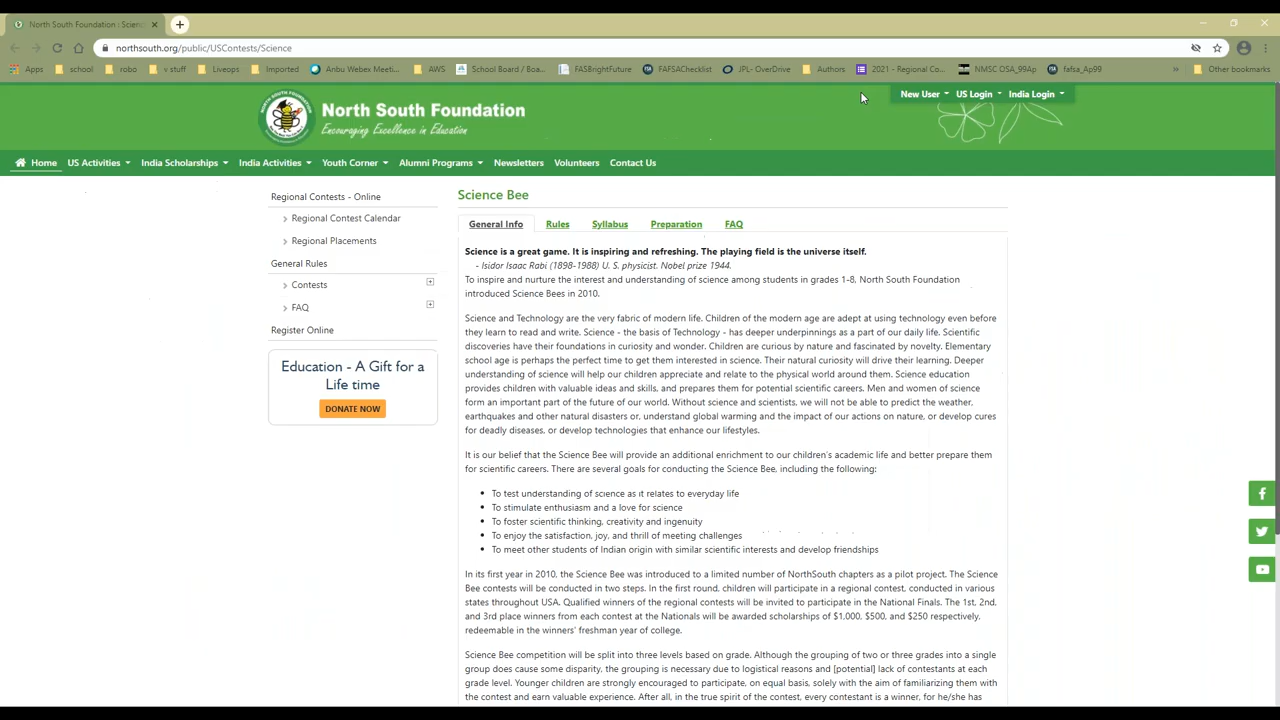 North South Foundation : Scien
northsouth.org/public/USContests/Science
Apps school robo v stuff Liveops Imported Anbu Webex Meeti... AWS School Board / Boa... FASBrightFuture FAFSAChecklist JPL- OverDrive Authors 2021 - Regional Co... NMSC OSA_99Ap fafsa_Ap99 » Other bookmarks
New User US Login India Login
North South Foundation
Encouraging Excellence in Education
Home US Activities India Scholarships India Activities Youth Corner Alumni Programs Newsletters Volunteers Contact Us
Regional Contests - Online
Regional Contest Calendar
Regional Placements
General Rules
Contests
FAQ
Register Online
Education - A Gift for a
Life time
DONATE NOW
Science Bee
General Info Rules Syllabus Preparation FAQ
Science is a great game. It is inspiring and refreshing. The playing field is the universe itself.
- Isidor Isaac Rabi (1898-1988) U. S. physicist. Nobel prize 1944.
To inspire and nurture the interest and understanding of science among students in grades 1-8, North South Foundation
introduced Science Bees in 2010.
Science and Technology are the very fabric of modern life. Children of the modern age are adept at using technology even before
they learn to read and write. Science - the basis of Technology - has deeper underpinnings as a part of our daily life. Scientific
discoveries have their foundations in curiosity and wonder. Children are curious by nature and fascinated by novelty. Elementary
school age is perhaps the perfect time to get them interested in science. Their natural curiosity will drive their learning. Deeper
understanding of science will help our children appreciate and relate to the physical world around them. Science education
provides children with valuable ideas and skills, and prepares them for potential scientific careers. Men and women of science
form an important part of the future of our world. Without science and scientists, we will not be able to predict the weather,
earthquakes and other natural disasters or, understand global warming and the impact of our actions on nature, or develop cures
for deadly diseases, or develop technologies that enhance our lifestyles.
It is our belief that the Science Bee will provide an additional enrichment to our children's academic life and better prepare them
for scientific careers. There are several goals for conducting the Science Bee, including the following:
• To test understanding of science as it relates to everyday life
• To stimulate enthusiasm and a love for science
• To foster scientific thinking, creativity and ingenuity
• To enjoy the satisfaction, joy, and thrill of meeting challenges
• To meet other students of Indian origin with similar scientific interests and develop friendships
In its first year in 2010, the Science Bee was introduced to a limited number of NorthSouth chapters as a pilot project. The Science
Bee contests will be conducted in two steps. In the first round, children will participate in a regional contest, conducted in various
states throughout USA. Qualified winners of the regional contests will be invited to participate in the National Finals. The 1st, 2nd,
and 3rd place winners from each contest at the Nationals will be awarded scholarships of $1,000, $500, and $250 respectively,
redeemable in the winners' freshman year of college.
Science Bee competition will be split into three levels based on grade. Although the grouping of two or three grades into a single
group does cause some disparity, the grouping is necessary due to logistical reasons and [potential] lack of contestants at each
grade level. Younger children are strongly encouraged to participate, on equal basis, solely with the aim of familiarizing them with
the contest and earn valuable experience. After all, in the true spirit of the contest, every contestant is a winner, for he/she has